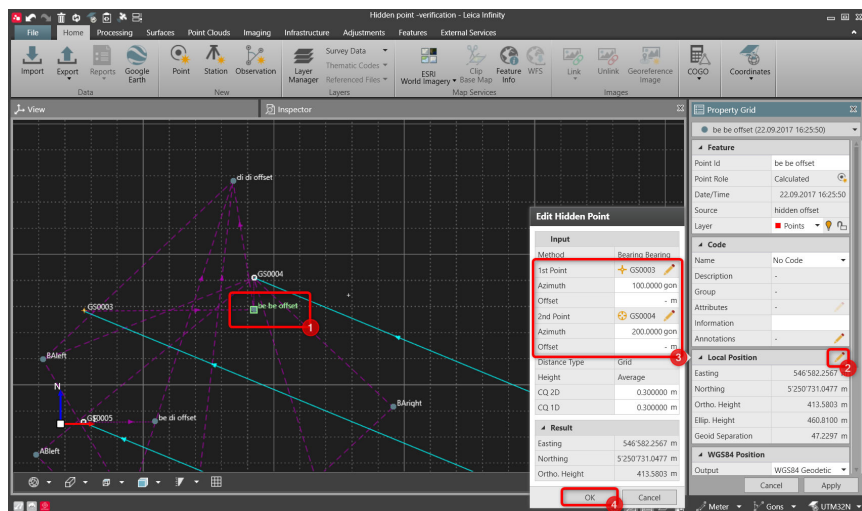 Hidden point -verification - Leica Infinity
File Home Processing Surfaces Point Clouds Imaging Infrastructure Adjustments Features External Services
Import Export Reports Google Earth Point Station Observation Layer Manager Survey Data Thematic Codes Referenced Files ESRI World Imagery Clip Base Map Feature Info WFS Link Unlink Georeference Image COGO Coordinates
Data New Layers Map Services Images
View Inspector
di di offset
GS0004
be be offset
1
GS0003
BAleft
N
GS0005
be di offset
BAright
ABleft
Edit Hidden Point
Input
Method Bearing Bearing
1st Point GS0003
Azimuth 100.0000 gon
Offset - m
2nd Point GS0004
Azimuth 200.0000 gon
Offset - m
3
Distance Type Grid
Height Average
CQ 2D 0.300000 m
CQ 1D 0.300000 m
Result
Easting 546'582.2567 m
Northing 5'250'731.0477 m
Ortho. Height 413.5803 m
OK Cancel
4
Property Grid
be be offset (22.09.2017 16:25:50)
Feature
Point Id be be offset
Point Role Calculated
Date/Time 22.09.2017 16:25:50
Source hidden offset
Layer Points
Code
Name No Code
Description -
Group -
Attributes -
Information
Annotations -
Local Position
2
Easting 546'582.2567 m
Northing 5'250'731.0477 m
Ortho. Height 413.5803 m
Ellip. Height 460.8100 m
Geoid Separation 47.2297 m
WGS84 Position
Output WGS84 Geodetic
Cancel Apply
Meter Gons UTM32N